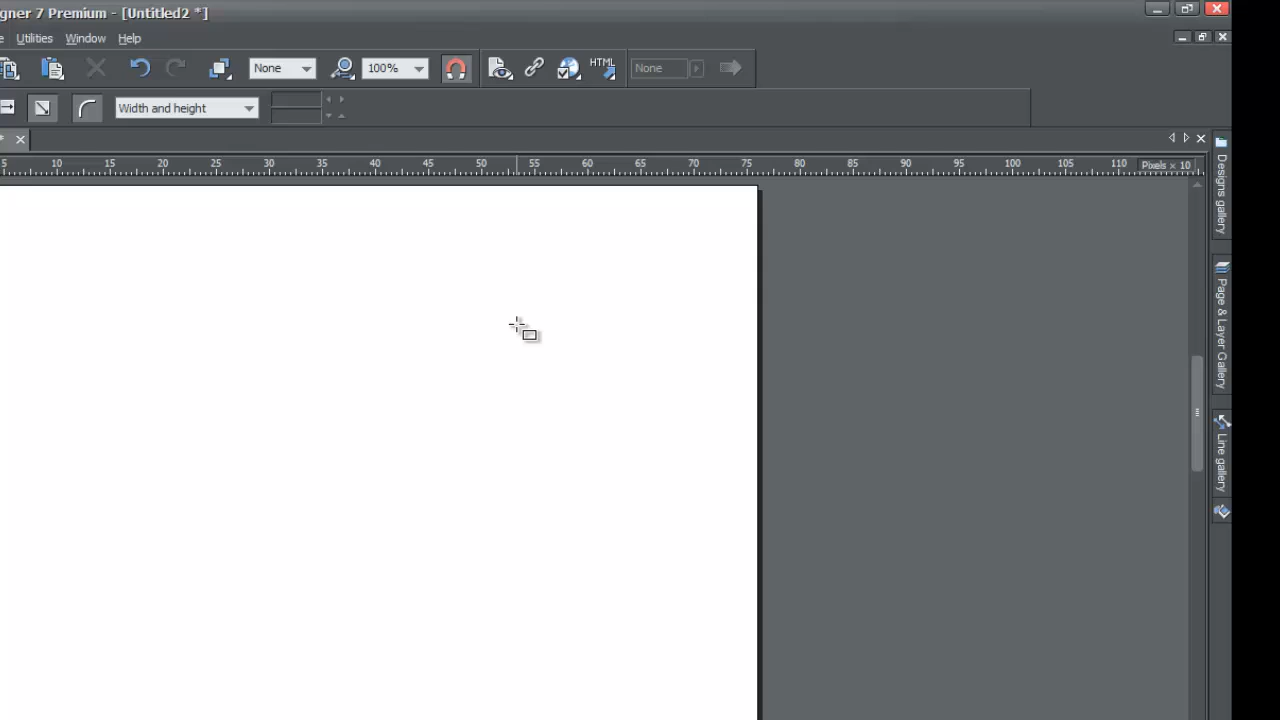 gner 7 Premium - [Untitled2 *]
e Utilities Window Help
None 100% HTML None
Width and height
*
5 10 15 20 25 30 35 40 45 50 55 60 65 70 75 80 85 90 95 100 105 110 Pixels × 10
Designs gallery
Page & Layer Gallery
Line gallery